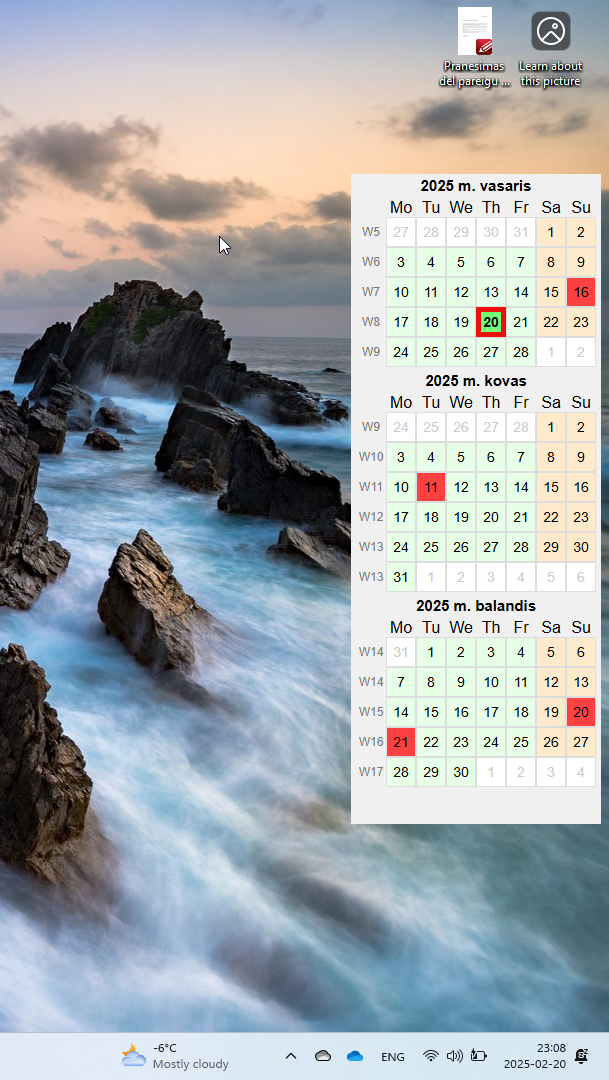 Pranesimas
dėl pareigu ...
Learn about
this picture
2025 m. vasaris
Mo Tu We Th Fr Sa Su
W5 27 28 29 30 31 1 2
W6 3 4 5 6 7 8 9
W7 10 11 12 13 14 15 16
W8 17 18 19 20 21 22 23
W9 24 25 26 27 28 1 2
2025 m. kovas
Mo Tu We Th Fr Sa Su
W9 24 25 26 27 28 1 2
W10 3 4 5 6 7 8 9
W11 10 11 12 13 14 15 16
W12 17 18 19 20 21 22 23
W13 24 25 26 27 28 29 30
W13 31 1 2 3 4 5 6
2025 m. balandis
Mo Tu We Th Fr Sa Su
W14 31 1 2 3 4 5 6
W14 7 8 9 10 11 12 13
W15 14 15 16 17 18 19 20
W16 21 22 23 24 25 26 27
W17 28 29 30 1 2 3 4
-6°C
Mostly cloudy
ENG
23:08
2025-02-20